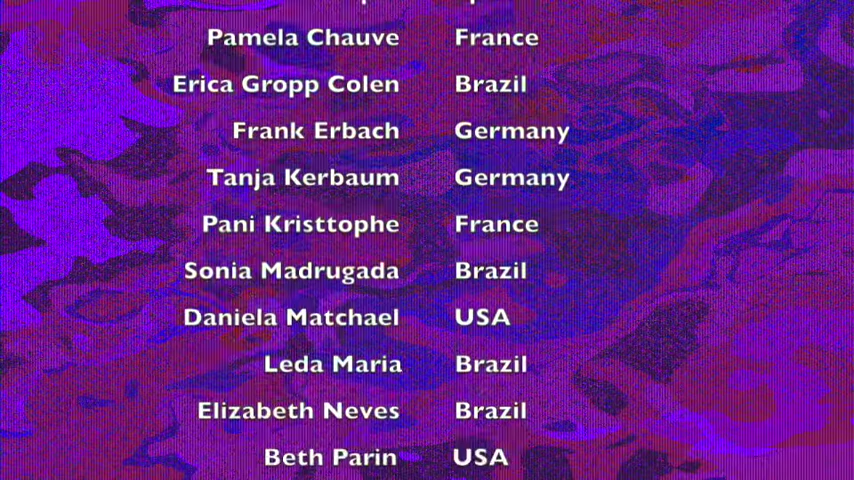 Pamela Chauve France
Erica Gropp Colen Brazil
Frank Erbach Germany
Tanja Kerbaum Germany
Pani Kristtophe France
Sonia Madrugada Brazil
Daniela Matchael USA
Leda Maria Brazil
Elizabeth Neves Brazil
Beth Parin USA